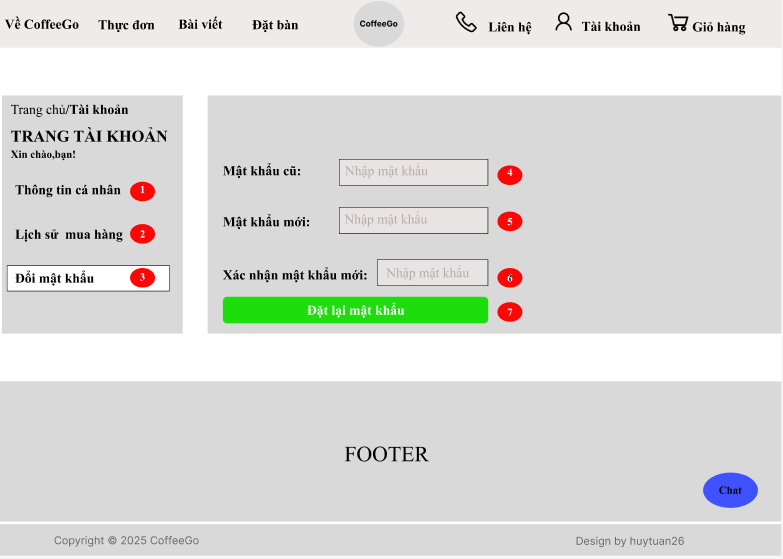 Về CoffeeGo Thực đơn Bài viết Đặt bàn CoffeeGo Liên hệ Tài khoản Giỏ hàng
Trang chủ/Tài khoản
TRANG TÀI KHOẢN
Xin chào,bạn!
Thông tin cá nhân 1
Lịch sử mua hàng 2
Đổi mật khẩu 3
Mật khẩu cũ: Nhập mật khẩu 4
Mật khẩu mới: Nhập mật khẩu 5
Xác nhận mật khẩu mới: Nhập mật khẩu 6
Đặt lại mật khẩu 7
FOOTER
Chat
Copyright © 2025 CoffeeGo Design by huytuan26